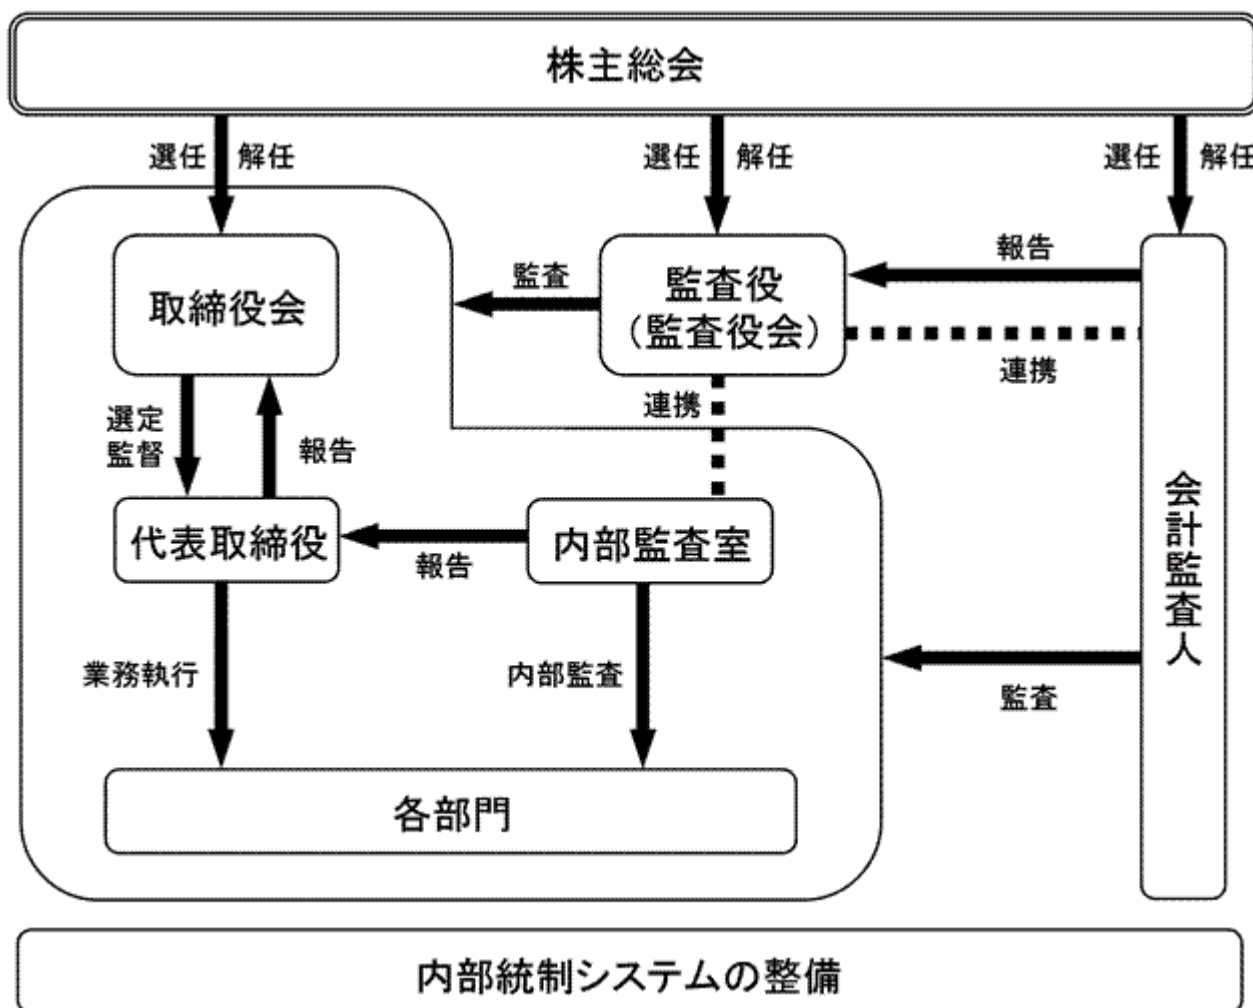 株主総会
選任 解任
選任 解任
選任 解任
取締役会
監査
監査役
（監査役会）
報告
連携
連携
選定
監督
報告
代表取締役
報告
内部監査室
会計監査人
業務執行
内部監査
監査
各部門
内部統制システムの整備